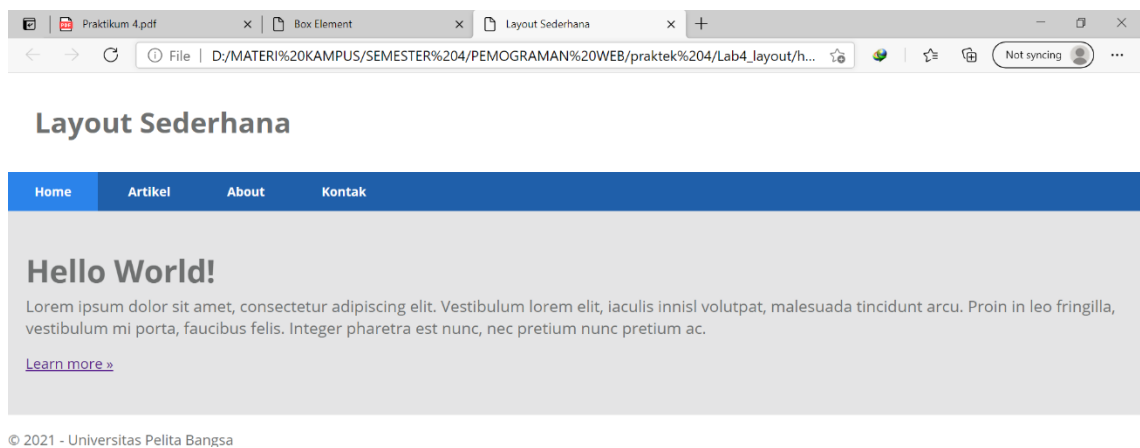 Praktikum 4.pdf
Box Element
Layout Sederhana
File | D:/MATERI%20KAMPUS/SEMESTER%204/PEMOGRAMAN%20WEB/praktek%204/Lab4_layout/h...
Not syncing
Layout Sederhana
Home Artikel About Kontak
Hello World!
Lorem ipsum dolor sit amet, consectetur adipiscing elit. Vestibulum lorem elit, iaculis innisl volutpat, malesuada tincidunt arcu. Proin in leo fringilla,
vestibulum mi porta, faucibus felis. Integer pharetra est nunc, nec pretium nunc pretium ac.
Learn more »
© 2021 - Universitas Pelita Bangsa